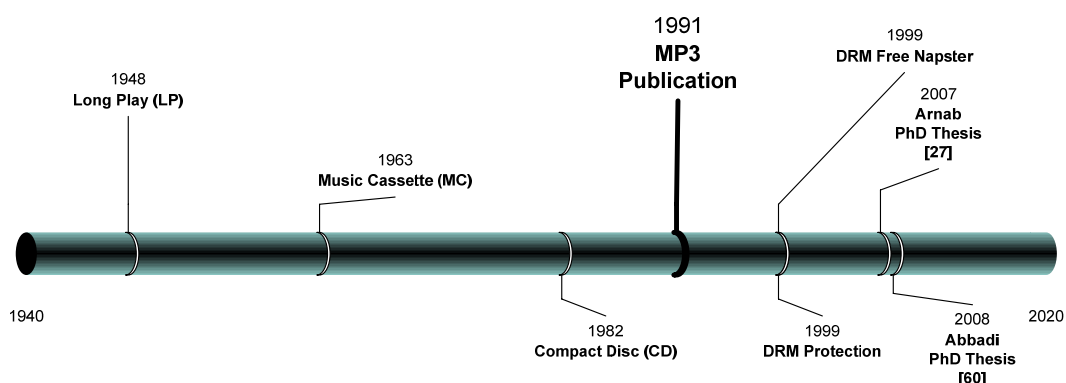 1948
Long Play (LP)
1963
Music Cassette (MC)
1991
MP3
Publication
1999
DRM Free Napster
2007
Arnab
PhD Thesis
[27]
1940
1982
Compact Disc (CD)
1999
DRM Protection
2008
Abbadi
PhD Thesis
[60]
2020